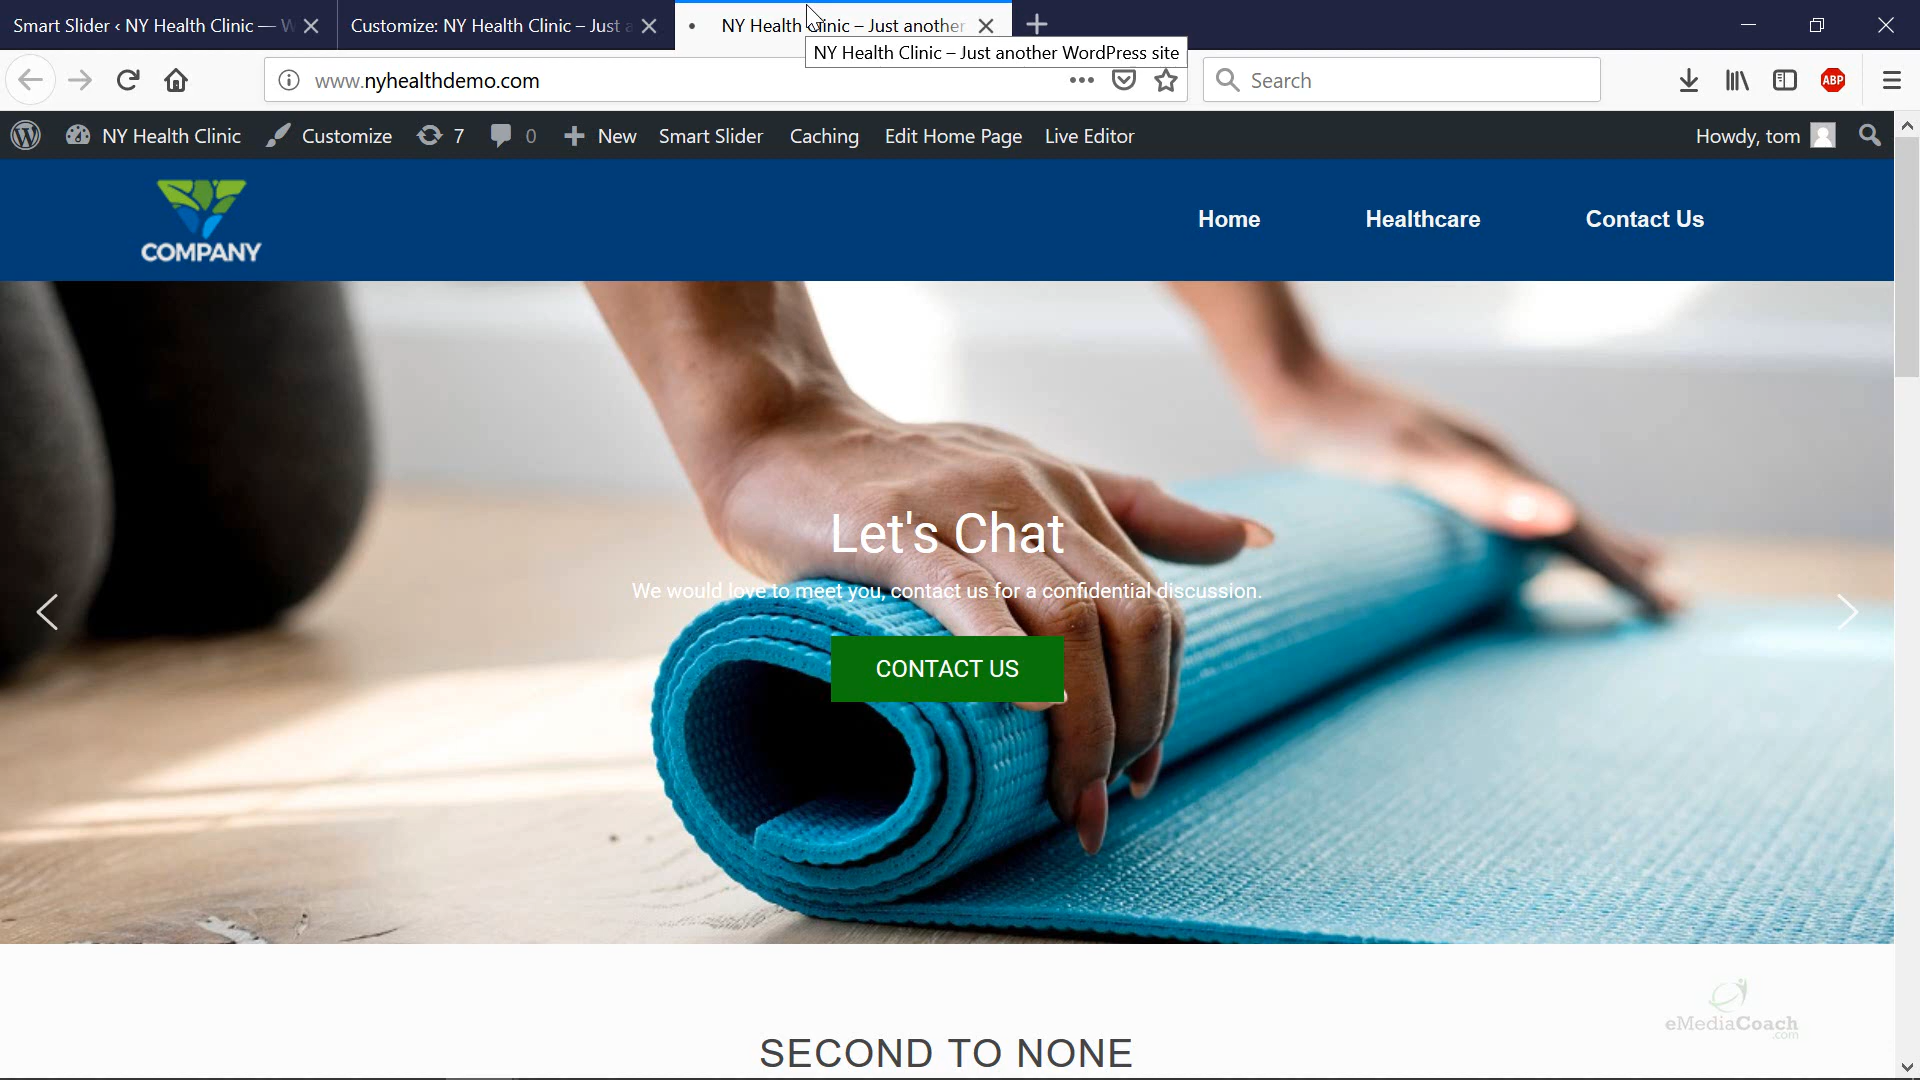 Smart Slider ‹ NY Health Clinic — W
Customize: NY Health Clinic – Just a
NY Health Clinic – Just another
NY Health Clinic – Just another WordPress site
www.nyhealthdemo.com
Search
ABP
NY Health Clinic
Customize
7
0
New
Smart Slider
Caching
Edit Home Page
Live Editor
Howdy, tom
COMPANY
Home
Healthcare
Contact Us
Let's Chat
We would love to meet you, contact us for a confidential discussion.
CONTACT US
eMediaCoach
.com
SECOND TO NONE